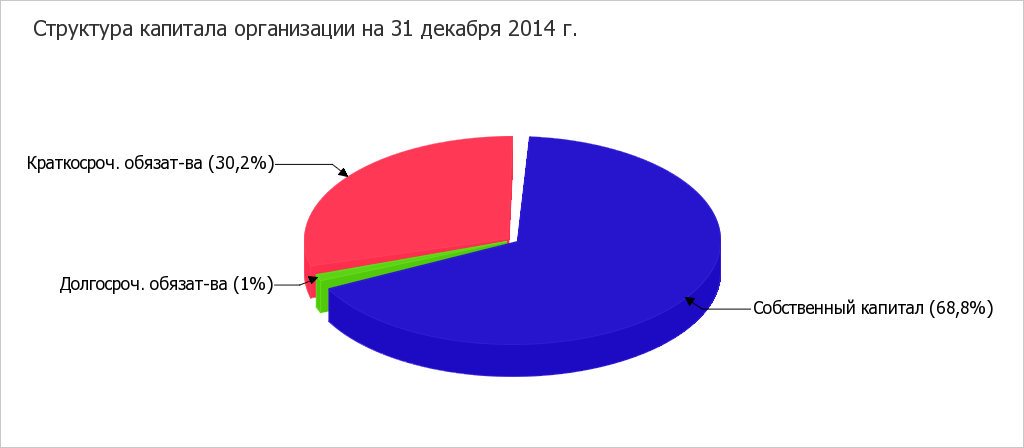 Структура капитала организации на 31 декабря 2014 г.
Краткосроч. обязат-ва (30,2%)
Долгосроч. обязат-ва (1%)
Собственный капитал (68,8%)